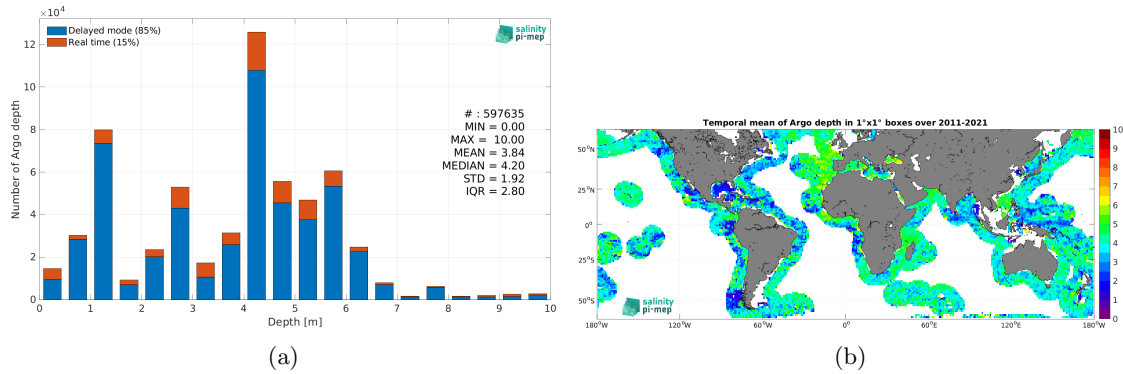 ×10⁴
Delayed mode (85%)
Real time (15%)
salinity
pi-mep
12
10
8
6
4
2
0
Number of Argo depth
# : 597635
MIN = 0.00
MAX = 10.00
MEAN = 3.84
MEDIAN = 4.20
STD = 1.92
IQR = 2.80
0 1 2 3 4 5 6 7 8 9 10
Depth [m]
(a)
Temporal mean of Argo depth in 1°x1° boxes over 2011-2021
50°N
25°N
0°
25°S
50°S
180°W 120°W 60°W 0° 60°E 120°E 180°W
salinity
pi-mep
10
9
8
7
6
5
4
3
2
1
0
(b)